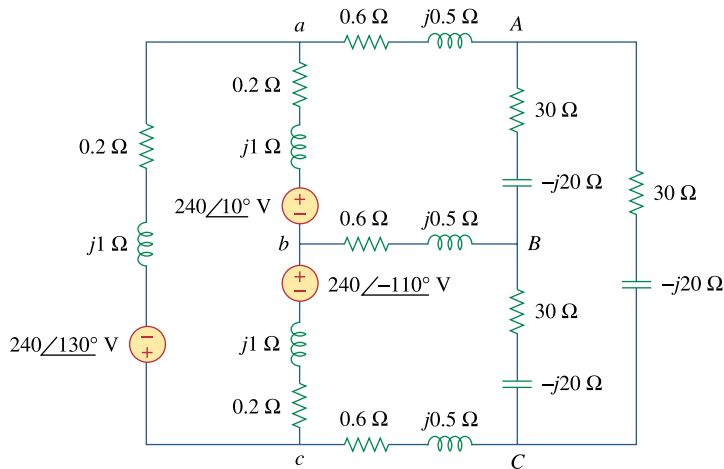 0.6 Ω
j0.5 Ω
a
A
0.2 Ω
30 Ω
j1 Ω
0.2 Ω
–j20 Ω
30 Ω
240/10° V
0.6 Ω
j0.5 Ω
j1 Ω
b
B
240/–110° V
–j20 Ω
30 Ω
240/130° V
j1 Ω
–j20 Ω
0.2 Ω
0.6 Ω
j0.5 Ω
c
C
+
–
+
–
–
+